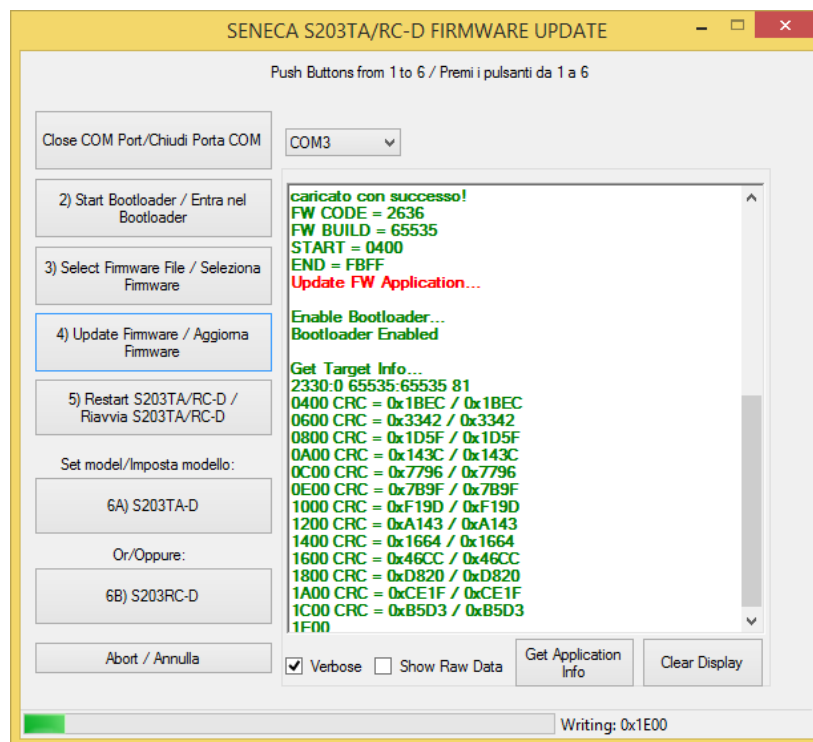 SENECA S203TA/RC-D FIRMWARE UPDATE
Push Buttons from 1 to 6 / Premi i pulsanti da 1 a 6
Close COM Port/Chiudi Porta COM
COM3
2) Start Bootloader / Entra nel
Bootloader
3) Select Firmware File / Seleziona
Firmware
4) Update Firmware / Aggiorna
Firmware
5) Restart S203TA/RC-D /
Riavvia S203TA/RC-D
Set model/Imposta modello:
6A) S203TA-D
Or/Oppure:
6B) S203RC-D
Abort / Annulla
caricato con successo!
FW CODE = 2636
FW BUILD = 65535
START = 0400
END = FBFF
Update FW Application...
Enable Bootloader...
Bootloader Enabled
Get Target Info...
2330:0 65535:65535 81
0400 CRC = 0x1BEC / 0x1BEC
0600 CRC = 0x3342 / 0x3342
0800 CRC = 0x1D5F / 0x1D5F
0A00 CRC = 0x143C / 0x143C
0C00 CRC = 0x7796 / 0x7796
0E00 CRC = 0x7B9F / 0x7B9F
1000 CRC = 0xF19D / 0xF19D
1200 CRC = 0xA143 / 0xA143
1400 CRC = 0x1664 / 0x1664
1600 CRC = 0x46CC / 0x46CC
1800 CRC = 0xD820 / 0xD820
1A00 CRC = 0xCE1F / 0xCE1F
1C00 CRC = 0xB5D3 / 0xB5D3
1E00
Verbose
Show Raw Data
Get Application
Info
Clear Display
Writing: 0x1E00